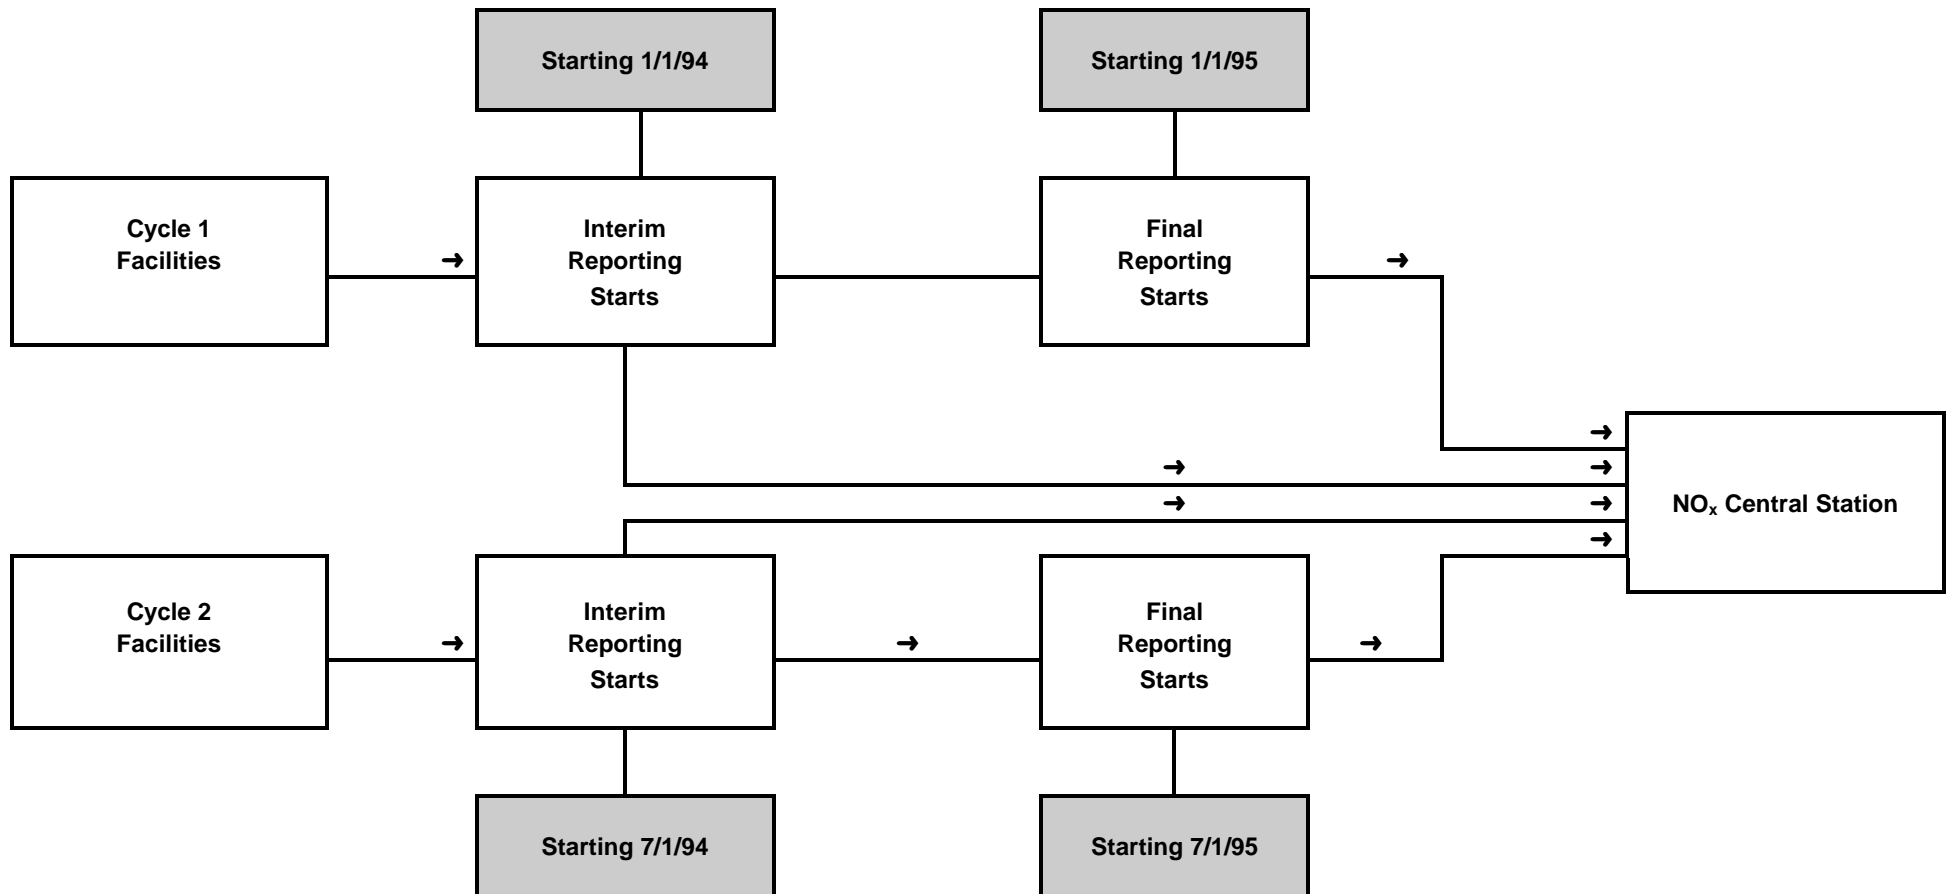 Starting 1/1/94
Starting 1/1/95
Cycle 1
Facilities
Interim
Reporting
Starts
Final
Reporting
Starts
NOₓ Central Station
Cycle 2
Facilities
Interim
Reporting
Starts
Final
Reporting
Starts
Starting 7/1/94
Starting 7/1/95